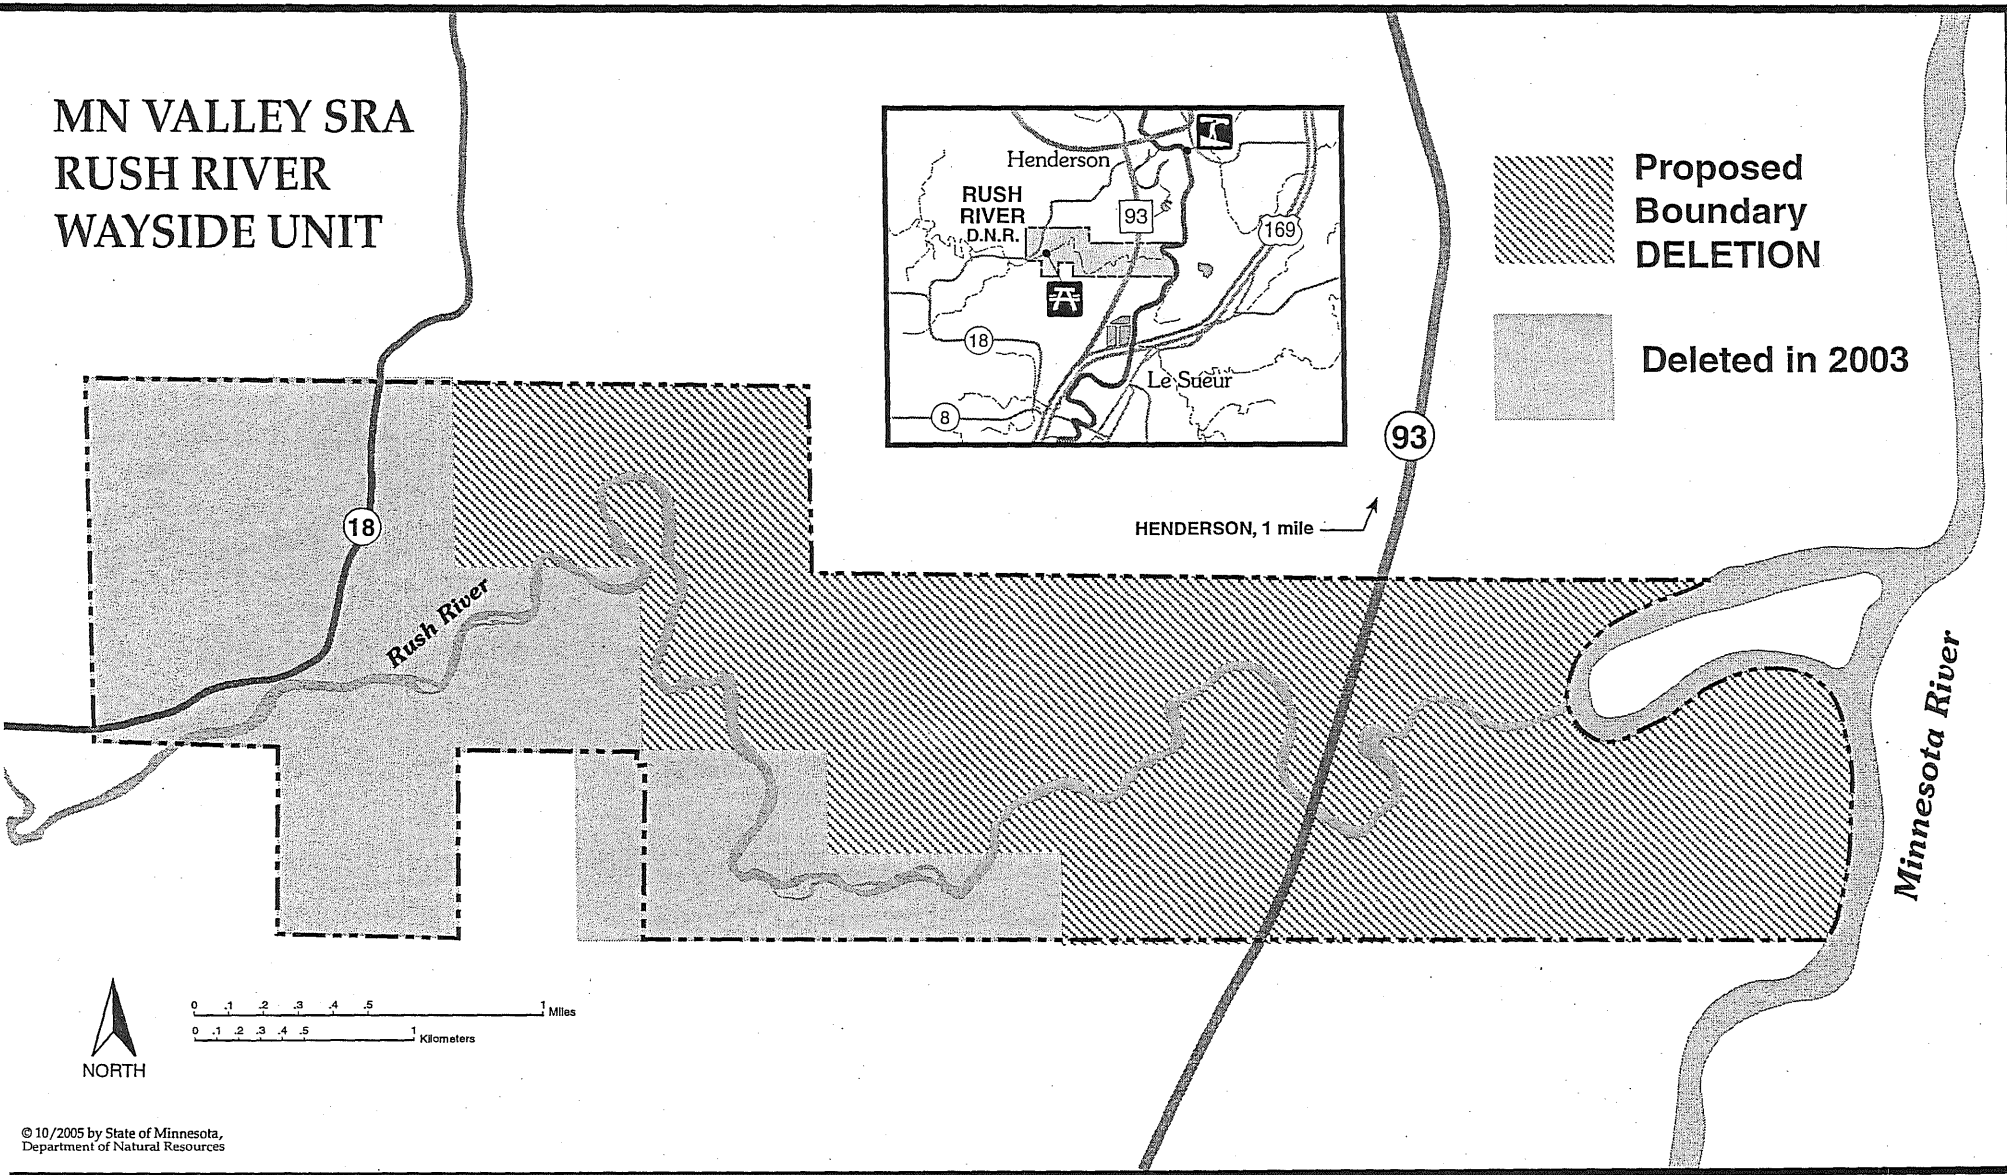 MN VALLEY SRA
RUSH RIVER
WAYSIDE UNIT
Henderson
RUSH
RIVER
D.N.R.
93
169
18
Le Sueur
8
Proposed
Boundary
DELETION
Deleted in 2003
93
HENDERSON, 1 mile
18
Rush River
Minnesota River
0 .1 .2 .3 .4 .5 1 Miles
0 .1 .2 .3 .4 .5 1 Kilometers
NORTH
© 10/2005 by State of Minnesota,
Department of Natural Resources